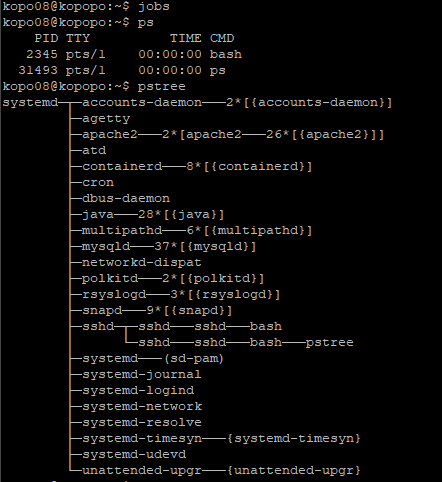 kopo08@kopopo:~$ jobs
kopo08@kopopo:~$ ps
    PID TTY          TIME CMD
   2345 pts/1    00:00:00 bash
  31493 pts/1    00:00:00 ps
kopo08@kopopo:~$ pstree
systemd─┬─accounts-daemon───2*[{accounts-daemon}]
        ├─agetty
        ├─apache2───2*[apache2───26*[{apache2}]]
        ├─atd
        ├─containerd───8*[{containerd}]
        ├─cron
        ├─dbus-daemon
        ├─java───28*[{java}]
        ├─multipathd───6*[{multipathd}]
        ├─mysqld───37*[{mysqld}]
        ├─networkd-dispat
        ├─polkitd───2*[{polkitd}]
        ├─rsyslogd───3*[{rsyslogd}]
        ├─snapd───9*[{snapd}]
        ├─sshd─┬─sshd───sshd───bash
        │      └─sshd───sshd───bash───pstree
        ├─systemd───(sd-pam)
        ├─systemd-journal
        ├─systemd-logind
        ├─systemd-network
        ├─systemd-resolve
        ├─systemd-timesyn───{systemd-timesyn}
        ├─systemd-udevd
        └─unattended-upgr───{unattended-upgr}